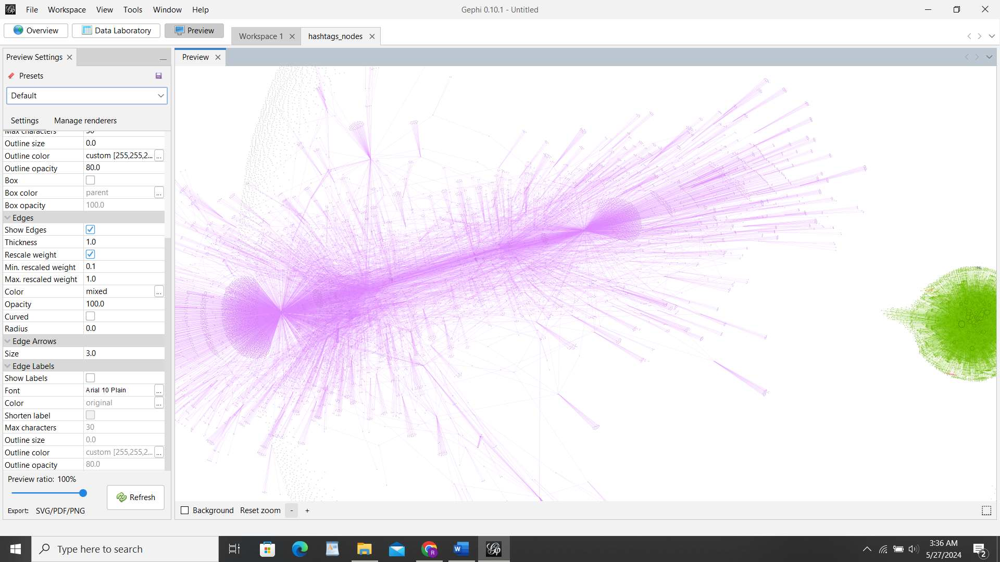 File Workspace View Tools Window Help
Gephi 0.10.1 - Untitled
Overview Data Laboratory Preview
Workspace 1 hashtags_nodes
Preview Settings
Preview
Presets
Default
Settings Manage renderers
Max characters 30
Outline size 0.0
Outline color custom [255,255,2... ...
Outline opacity 80.0
Box
Box color parent ...
Box opacity 100.0
Edges
Show Edges
Thickness 1.0
Rescale weight
Min. rescaled weight 0.1
Max. rescaled weight 1.0
Color mixed ...
Opacity 100.0
Curved
Radius 0.0
Edge Arrows
Size 3.0
Edge Labels
Show Labels
Font Arial 10 Plain ...
Color original ...
Shorten label
Max characters 30
Outline size 0.0
Outline color custom [255,255,2... ...
Outline opacity 80.0
Preview ratio: 100%
Refresh
Export: SVG/PDF/PNG
Background Reset zoom - +
Type here to search
3:36 AM
5/27/2024
2